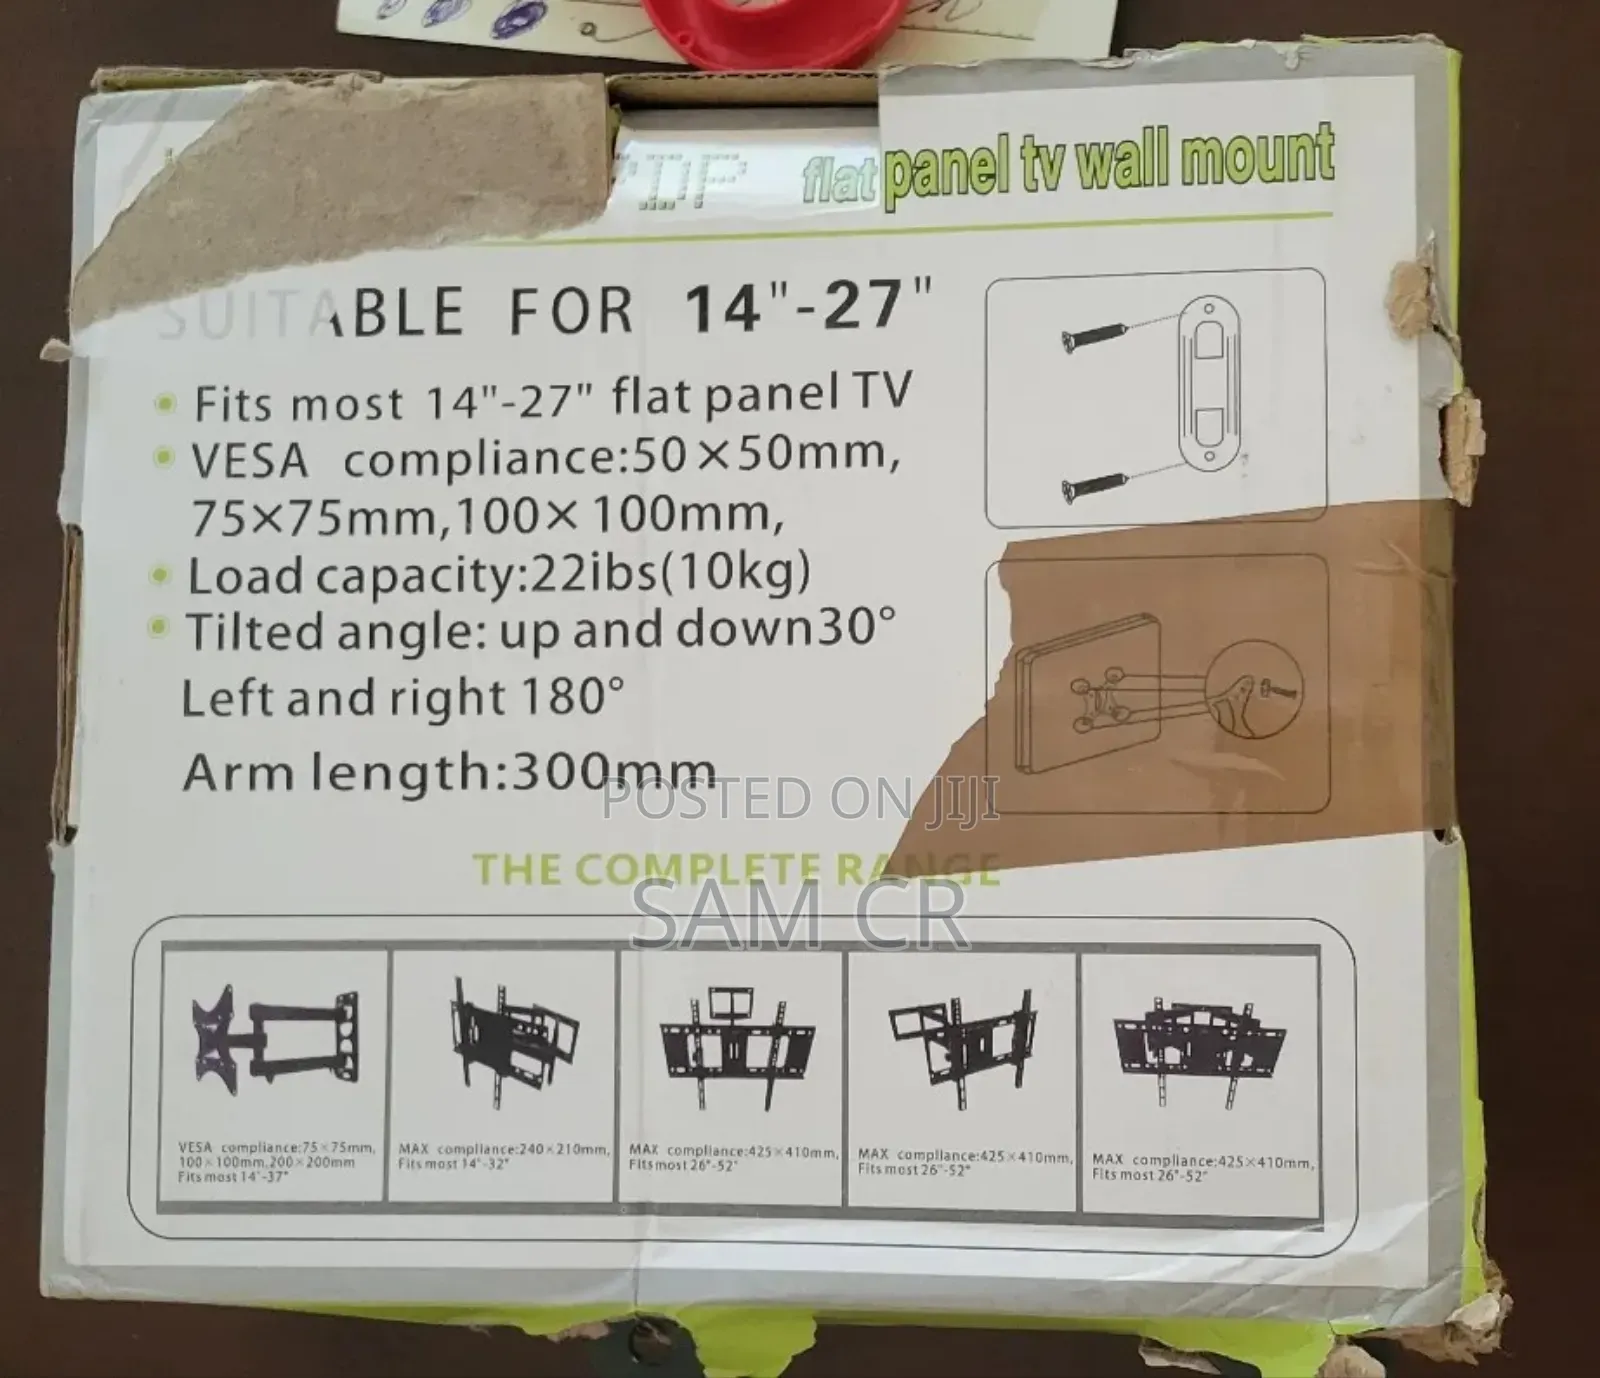 flat panel tv wall mount
SUITABLE FOR 14"-27"
Fits most 14"-27" flat panel TV
VESA compliance:50×50mm,
75×75mm,100×100mm,
Load capacity:22ibs(10kg)
Tilted angle: up and down30°
Left and right 180°
Arm length:300mm
POSTED ON JIJI
THE COMPLETE RANGE
SAM CR
VESA compliance:75×75mm,
100×100mm,200×200mm
Fits most 14"-37"
MAX compliance:240×210mm,
Fits most 14"-32"
MAX compliance:425×410mm,
Fits most 26"-52"
MAX compliance:425×410mm,
Fits most 26"-52"
MAX compliance:425×410mm,
Fits most 26"-52"